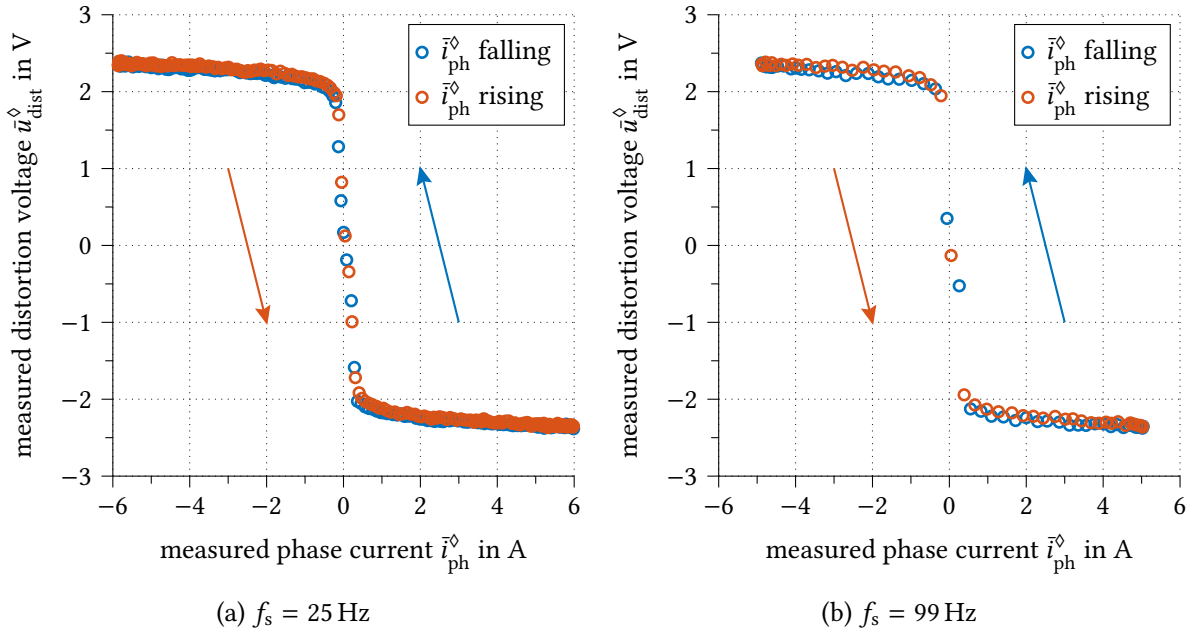 measured distortion voltage ū◊dist in V
3
2
1
0
−1
−2
−3
−6 −4 −2 0 2 4 6
measured phase current ī◊ph in A
ī◊ph falling
ī◊ph rising
(a) fs = 25 Hz
measured distortion voltage ū◊dist in V
3
2
1
0
−1
−2
−3
−6 −4 −2 0 2 4 6
measured phase current ī◊ph in A
ī◊ph falling
ī◊ph rising
(b) fs = 99 Hz